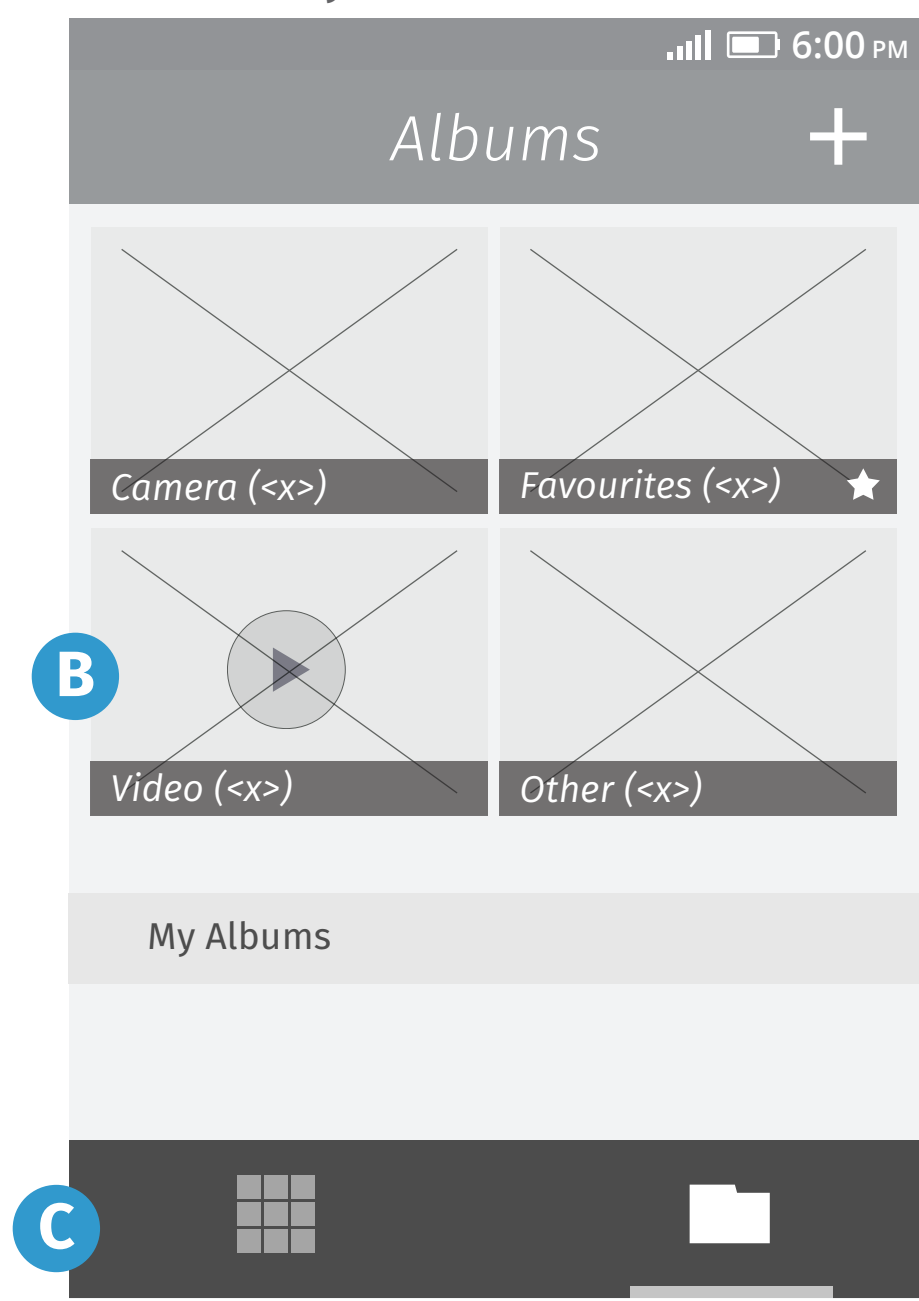 6:00 PM
Albums
Camera (<x>)
Favourites (<x>)
B
Video (<x>)
Other (<x>)
My Albums
C